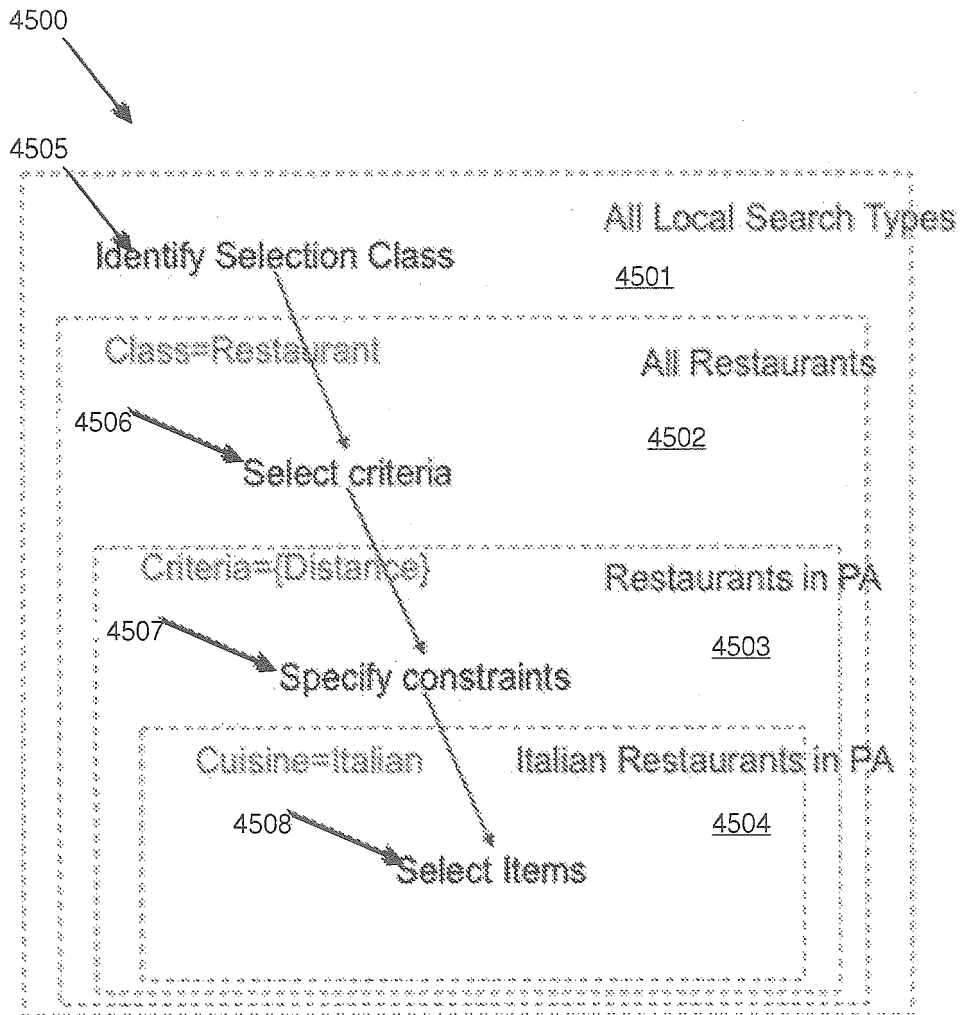 4500
4505
All Local Search Types
Identify Selection Class
4501
Class=Restaurant
All Restaurants
4506
4502
Select criteria
Criteria={Distance}
Restaurants in PA
4507
4503
Specify constraints
Cuisine=Italian
Italian Restaurants in PA
4508
4504
Select Items